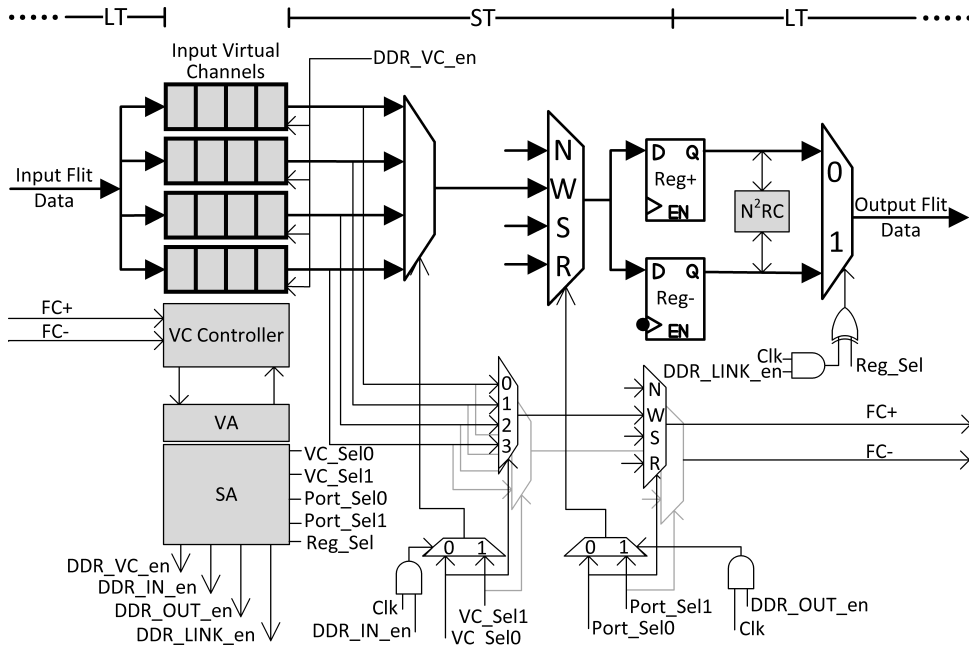 LT ST LT
Input Virtual
Channels
DDR_VC_en
Input Flit
Data
N
W
S
R
D Q
Reg+
EN
N²RC
0
1
Output Flit
Data
D Q
Reg-
EN
FC+
FC-
VC Controller
Clk
DDR_LINK_en
Reg_Sel
VA
SA
VC_Sel0
VC_Sel1
Port_Sel0
Port_Sel1
Reg_Sel
0
1
2
3
N
W
S
R
FC+
FC-
DDR_VC_en
DDR_IN_en
DDR_OUT_en
DDR_LINK_en
0 1
Clk
DDR_IN_en
VC_Sel1
VC_Sel0
0 1
Port_Sel1
Port_Sel0
DDR_OUT_en
Clk